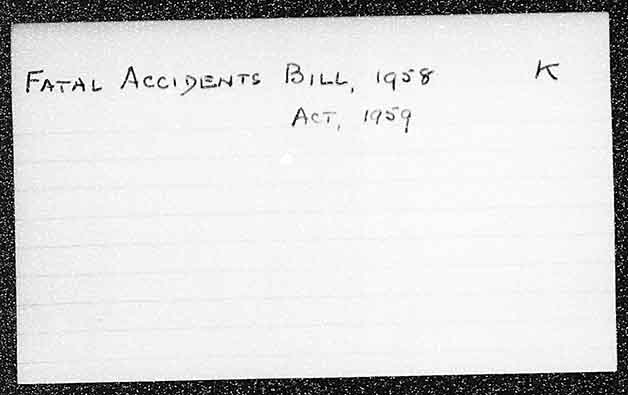 FATAL ACCIDENTS BILL, 1958 K
ACT, 1959